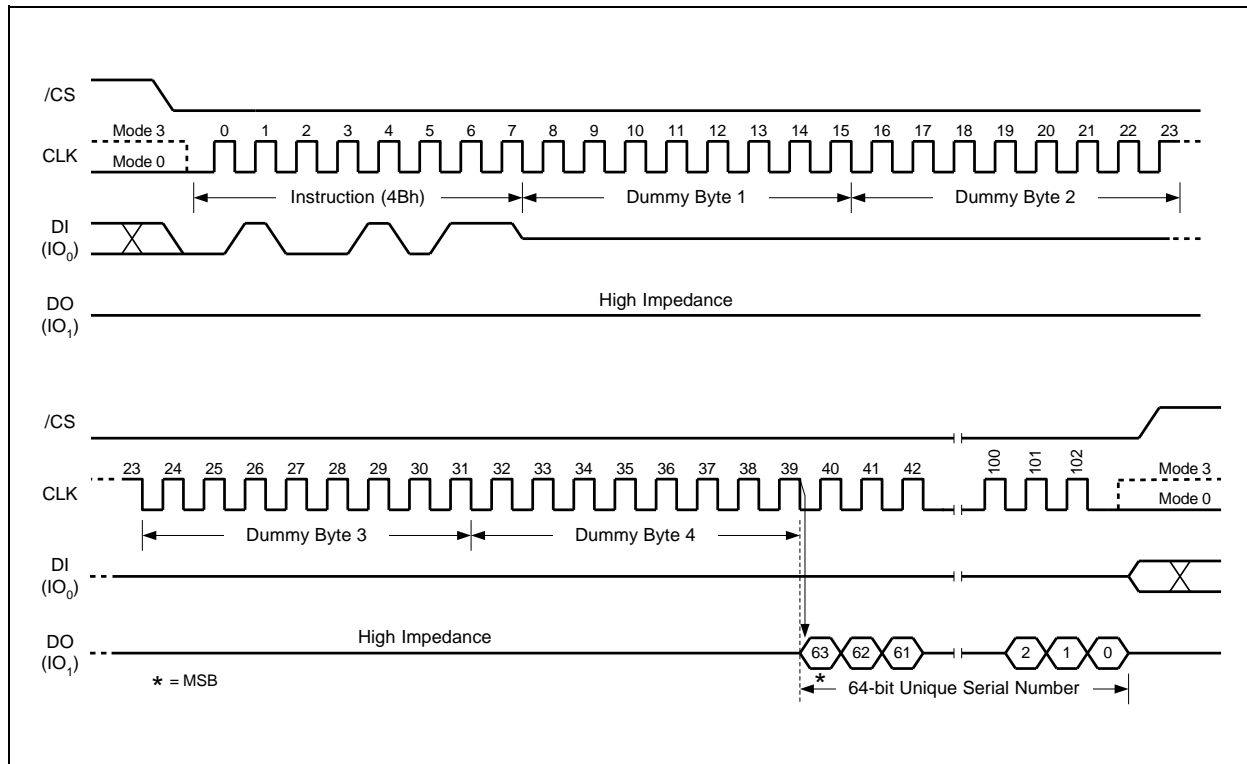 /CS
Mode 3 0 1 2 3 4 5 6 7 8 9 10 11 12 13 14 15 16 17 18 19 20 21 22 23
CLK
Mode 0
Instruction (4Bh) Dummy Byte 1 Dummy Byte 2
DI
(IO0)
High Impedance
DO
(IO1)
/CS
23 24 25 26 27 28 29 30 31 32 33 34 35 36 37 38 39 40 41 42 100 101 102 Mode 3
CLK
Mode 0
Dummy Byte 3 Dummy Byte 4
DI
(IO0)
High Impedance
DO
(IO1)
63 62 61 2 1 0
* = MSB
* 64-bit Unique Serial Number